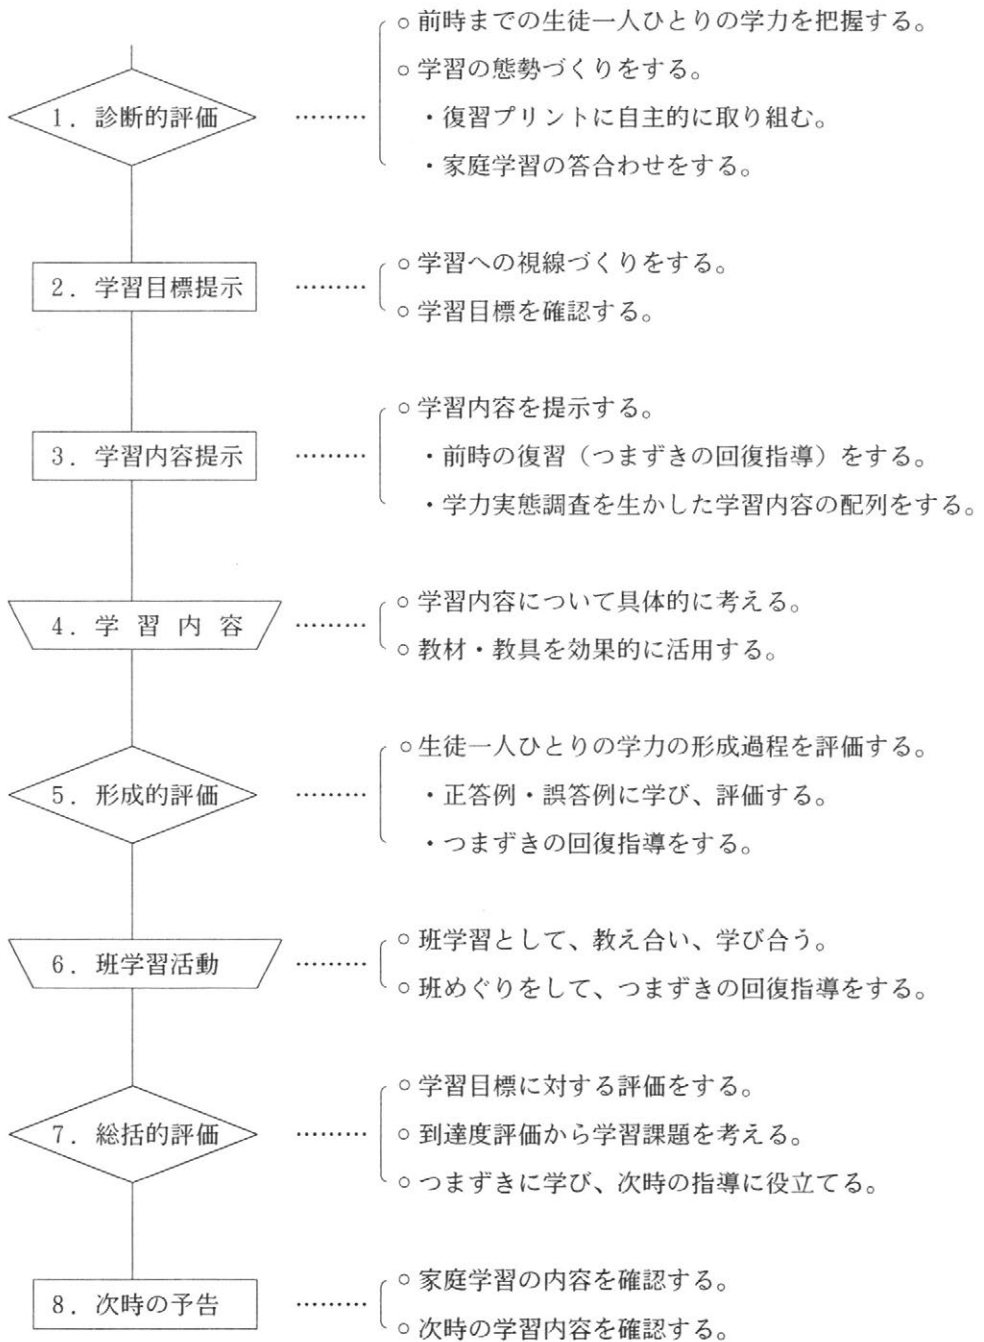 ○ 前時までの生徒一人ひとりの学力を把握する。
○ 学習の態勢づくりをする。
1．診断的評価 ………
・復習プリントに自主的に取り組む。
・家庭学習の答合わせをする。
2．学習目標提示 ………
○ 学習への視線づくりをする。
○ 学習目標を確認する。
3．学習内容提示 ………
○ 学習内容を提示する。
・前時の復習（つまずきの回復指導）をする。
・学力実態調査を生かした学習内容の配列をする。
4．学 習 内 容 ………
○ 学習内容について具体的に考える。
○ 教材・教具を効果的に活用する。
5．形成的評価 ………
○ 生徒一人ひとりの学力の形成過程を評価する。
・正答例・誤答例に学び、評価する。
・つまずきの回復指導をする。
6．班学習活動 ………
○ 班学習として、教え合い、学び合う。
○ 班めぐりをして、つまずきの回復指導をする。
7．総括的評価 ………
○ 学習目標に対する評価をする。
○ 到達度評価から学習課題を考える。
○ つまずきに学び、次時の指導に役立てる。
8．次時の予告 ………
○ 家庭学習の内容を確認する。
○ 次時の学習内容を確認する。